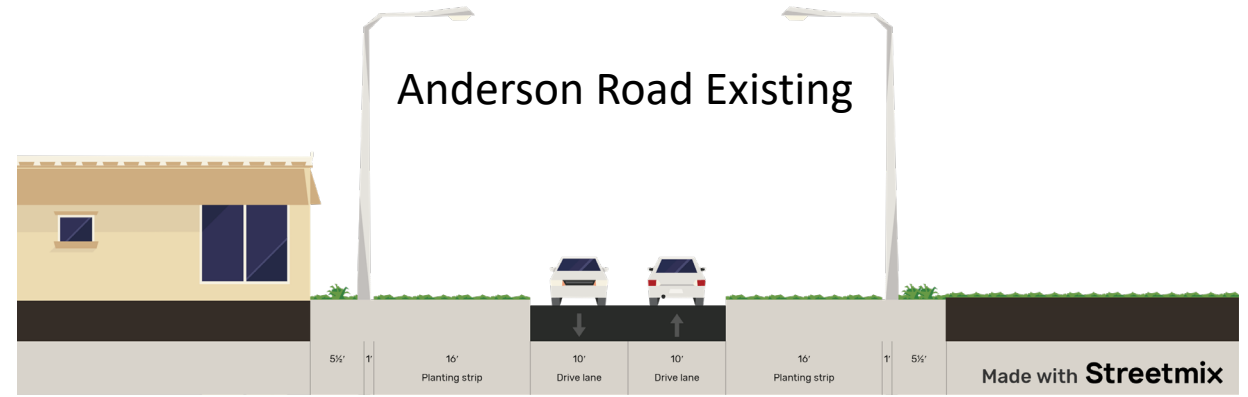 Anderson Road Existing
5½' 1' 16' 10' 10' 16' 1' 5½'
Planting strip Drive lane Drive lane Planting strip
Made with Streetmix